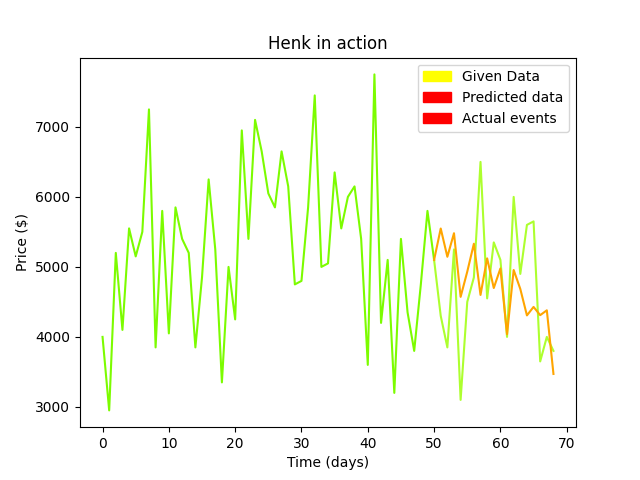 Henk in action
Given Data
Predicted data
Actual events
Price ($)
7000
6000
5000
4000
3000
0 10 20 30 40 50 60 70
Time (days)